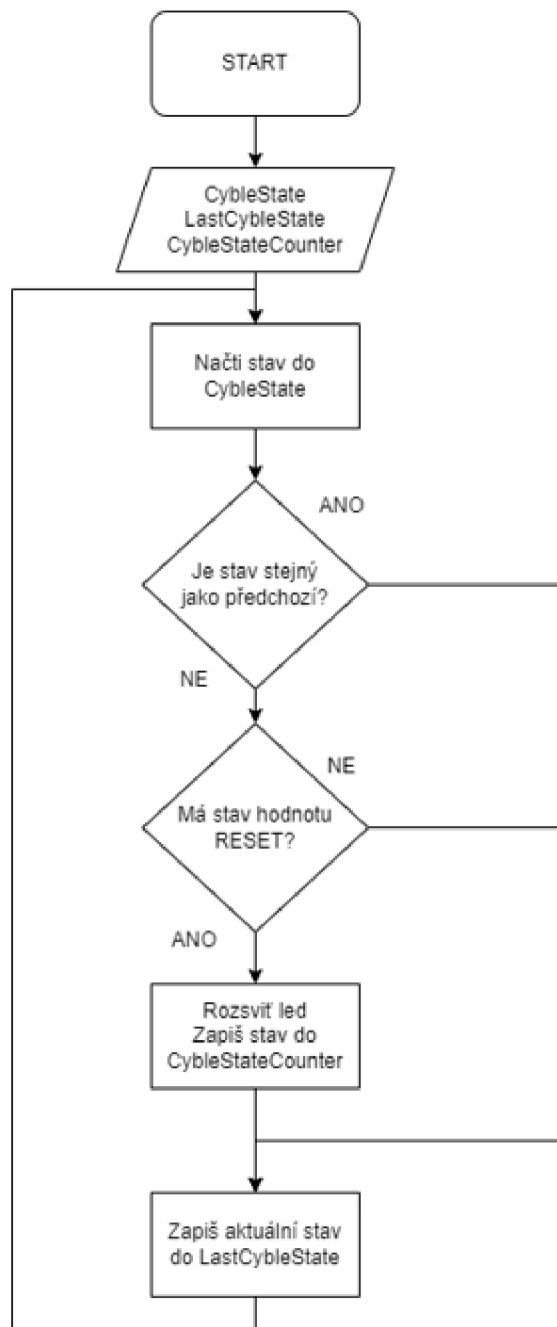 START
CybleState
LastCybleState
CybleStateCounter
Načti stav do
CybleState
ANO
Je stav stejný
jako předchozí?
NE
NE
Má stav hodnotu
RESET?
ANO
Rozsviť led
Zapiš stav do
CybleStateCounter
Zapiš aktuální stav
do LastCybleState